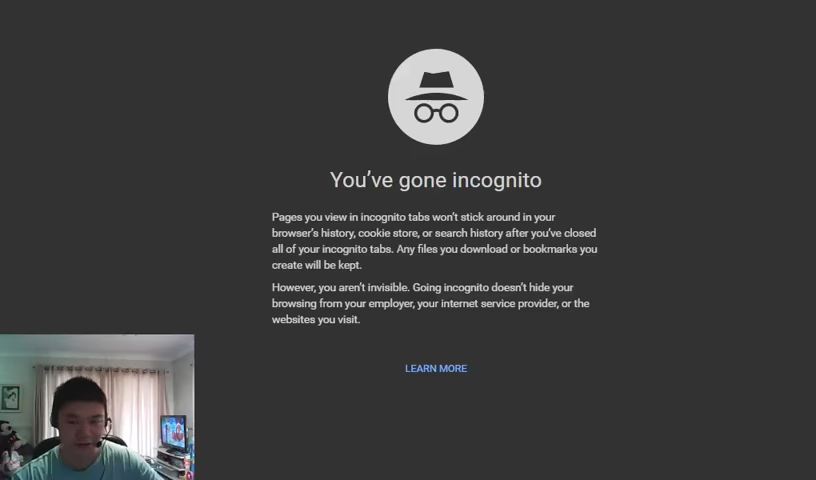 You've gone incognito
Pages you view in incognito tabs won't stick around in your
browser's history, cookie store, or search history after you've closed
all of your incognito tabs. Any files you download or bookmarks you
create will be kept.
However, you aren't invisible. Going incognito doesn't hide your
browsing from your employer, your internet service provider, or the
websites you visit.
LEARN MORE